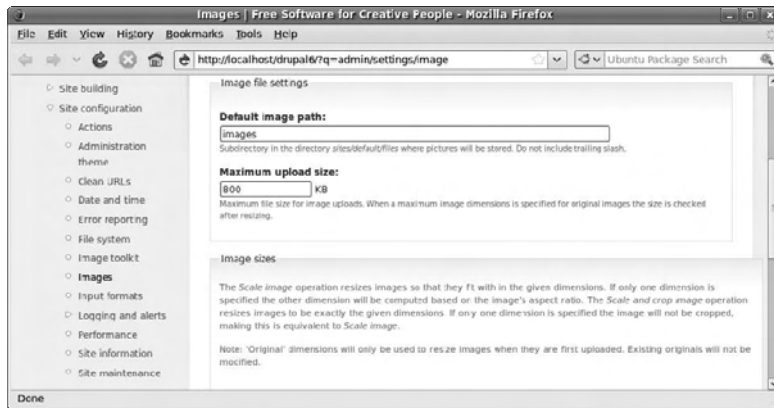 Images | Free Software for Creative People - Mozilla Firefox
File Edit View History Bookmarks Tools Help
http://localhost/drupal6/?q=admin/settings/image
Ubuntu Package Search
Site building
Site configuration
Actions
Administration
theme
Clean URLs
Date and time
Error reporting
File system
Image toolkit
Images
Input formats
Logging and alerts
Performance
Site information
Site maintenance
Image file settings
Default image path:
images
Subdirectory in the directory sites/default/files where pictures will be stored. Do not include trailing slash.
Maximum upload size:
800 KB
Maximum file size for image uploads. When a maximum image dimensions is specified for original images the size is checked
after resizing.
Image sizes
The Scale image operation resizes images so that they fit with in the given dimensions. If only one dimension is
specified the other dimension will be computed based on the image's aspect ratio. The Scale and crop image operation
resizes images to be exactly the given dimensions. If only one dimension is specified the image will not be cropped,
making this is equivalent to Scale image.
Note: 'Original' dimensions will only be used to resize images when they are first uploaded. Existing originals will not be
modified.
Done